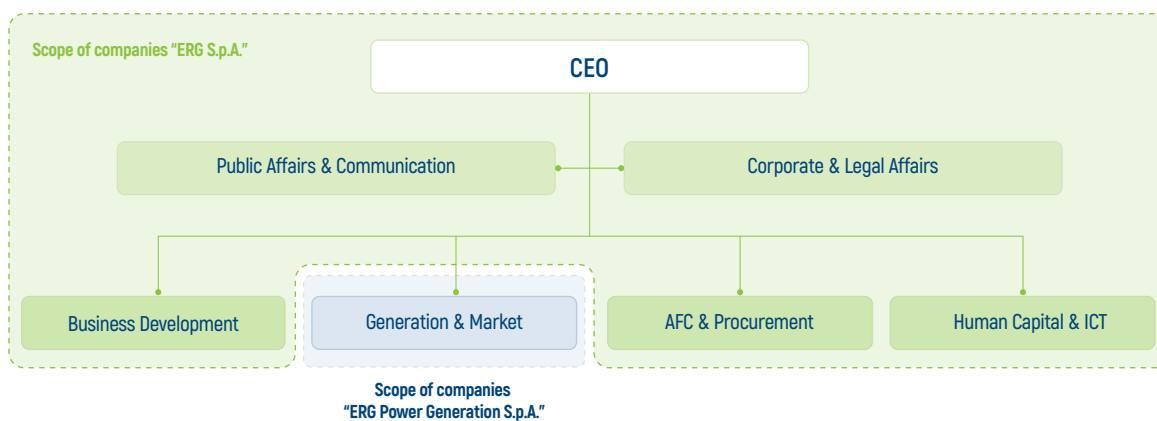 Scope of companies “ERG S.p.A.”
CEO
Public Affairs & Communication
Corporate & Legal Affairs
Business Development
Generation & Market
AFC & Procurement
Human Capital & ICT
Scope of companies
“ERG Power Generation S.p.A.”